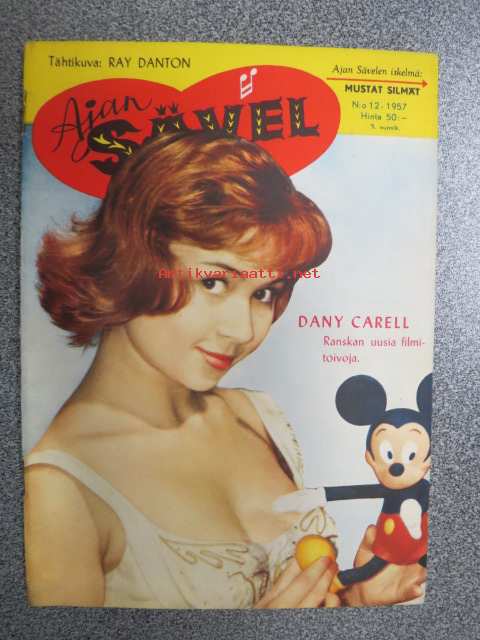 Tähtikuva: RAY DANTON
Ajan Sävelen iskelmä:
MUSTAT SILMÄT
N:o 12 - 1957
Hinta 50:-
Ajan
SÄVEL
Antikvariaatti.net
DANY CARELL
Ranskan uusia filmi-
toivoja.